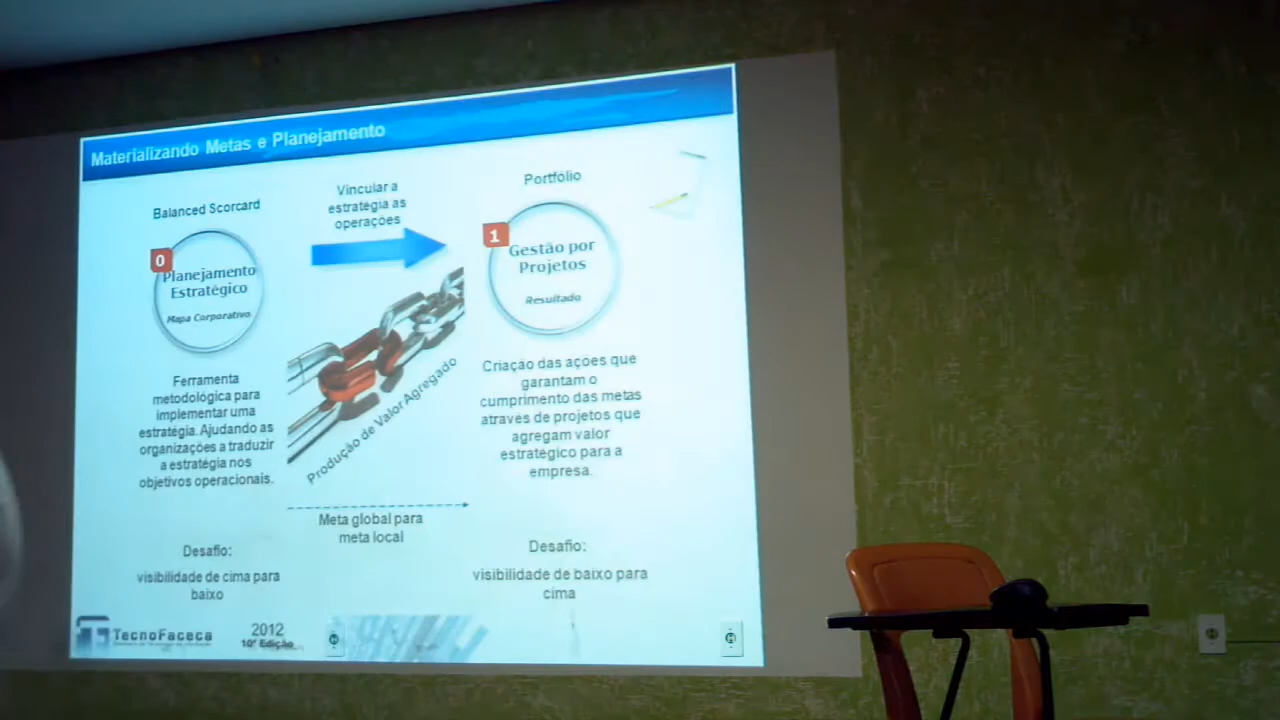 Materializando Metas e Planejamento
Balanced Scorcard
0
Planejamento
Estratégico
Mapa Corporativo
Ferramenta
metodológica para
implementar uma
estratégia. Ajudando as
organizações a traduzir
a estratégia nos
objetivos operacionais.
Desafio:
visibilidade de cima para
baixo
Vincular a
estratégia as
operações
Produção de Valor Agregado
Meta global para
meta local
Portfólio
1
Gestão por
Projetos
Resultado
Criação das ações que
garantam o
cumprimento das metas
atraves de projetos que
agregam valor
estratégico para a
empresa.
Desafio:
visibilidade de baixo para
cima
TecnoFaceca
2012
10ª Edição